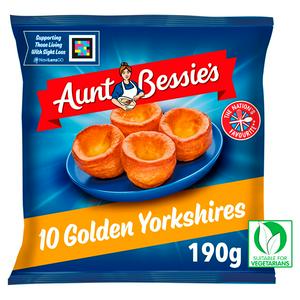 Supporting
Those Living
With Sight Loss
NaviLens GO
Aunt
Bessie's
THE NATION'S
FAVOURITE
10 Golden Yorkshires
190g
SUITABLE FOR
VEGETARIANS